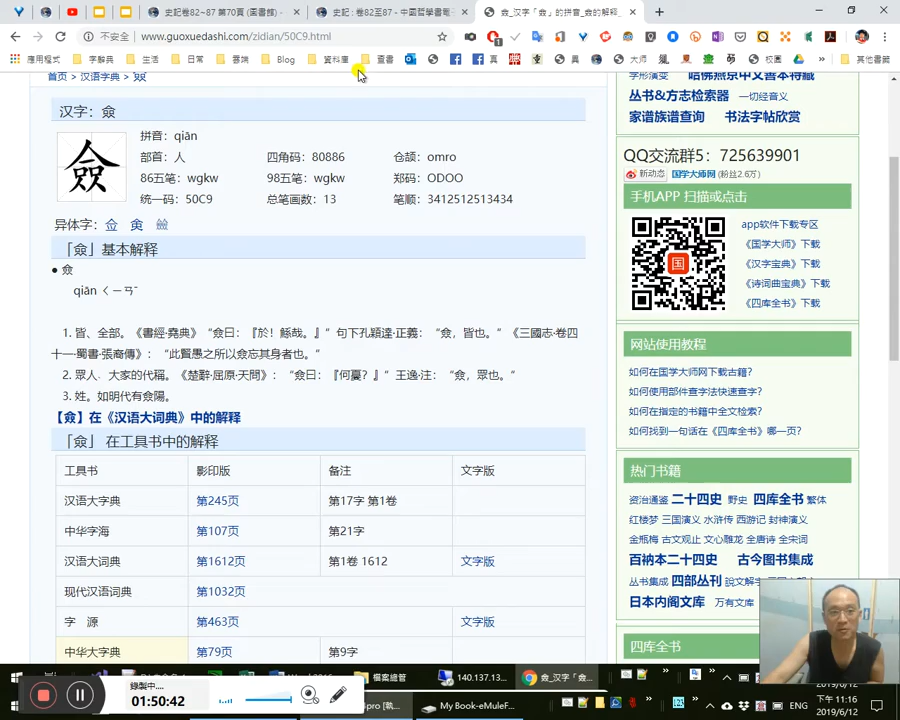 史記卷82~87 第70頁 (圖書館) -
史記 : 卷82至87 - 中國哲學書電
佥_汉字「佥」的拼音_佥的解释_
不安全 www.guoxuedashi.com/zidian/50C9.html
應用程式 字辭典 生活 日常 雲端 Blog 資料庫 查書 真 大师 校區 其他書籤
首页 > 汉语字典 > 僉
汉字：僉
僉
拼音：qiān
部首：人 四角码：80886 仓颉：omro
86五笔：wgkw 98五笔：wgkw 郑码：ODOO
统一码：50C9 总笔画数：13 笔顺：3412512513434
异体字：
「僉」基本解释
● 僉
qiān ㄑㄧㄢˉ
1. 皆、全部。《書經·堯典》“僉曰：『於！鯀哉。』”句下孔穎達·正義：“僉，皆也。”《三國志·卷四
十一·蜀書·張裔傳》：“此賢愚之所以僉忘其身者也。”
2. 眾人、大家的代稱。《楚辭·屈原·天問》：“僉曰：『何憂？』”王逸·注：“僉，眾也。”
3. 姓。如明代有僉陽。
【僉】在《汉语大词典》中的解释
「僉」 在工具书中的解释
工具书 影印版 备注 文字版
汉语大字典 第245页 第17字 第1卷
中华字海 第107页 第21字
汉语大词典 第1612页 第1卷 1612 文字版
现代汉语词典 第1032页
字 源 第463页 文字版
中华大字典 第79页 第9字
字形演变 哈佛燕京中文善本特藏
丛书&方志检索器 一切经音义
家谱族谱查询 书法字帖欣赏
QQ交流群5：725639901
新动态 国学大师网 (粉丝2.6万)
手机APP 扫描或点击
国
app软件下载专区
《国学大师》下载
《汉字宝典》下载
《诗词曲宝典》下载
《四库全书》下载
网站使用教程
如何在国学大师网下载古籍?
如何使用部件查字法快速查字?
如何在指定的书籍中全文检索?
如何找到一句话在《四库全书》哪一页?
热门书籍
资治通鉴 二十四史 野史 四库全书 繁体
红楼梦 三国演义 水浒传 西游记 封神演义
金瓶梅 古文观止 文心雕龙 全唐诗 全宋词
百衲本二十四史 古今图书集成
丛书集成 四部丛刊 說文解字
日本内阁文库 万有文库
四库全书
錄製中....
01:50:42
檔案總管
140.137.13...
佥_汉字「佥...
My Book-eMuleF...
ENG
下午 11:16
2019/6/12